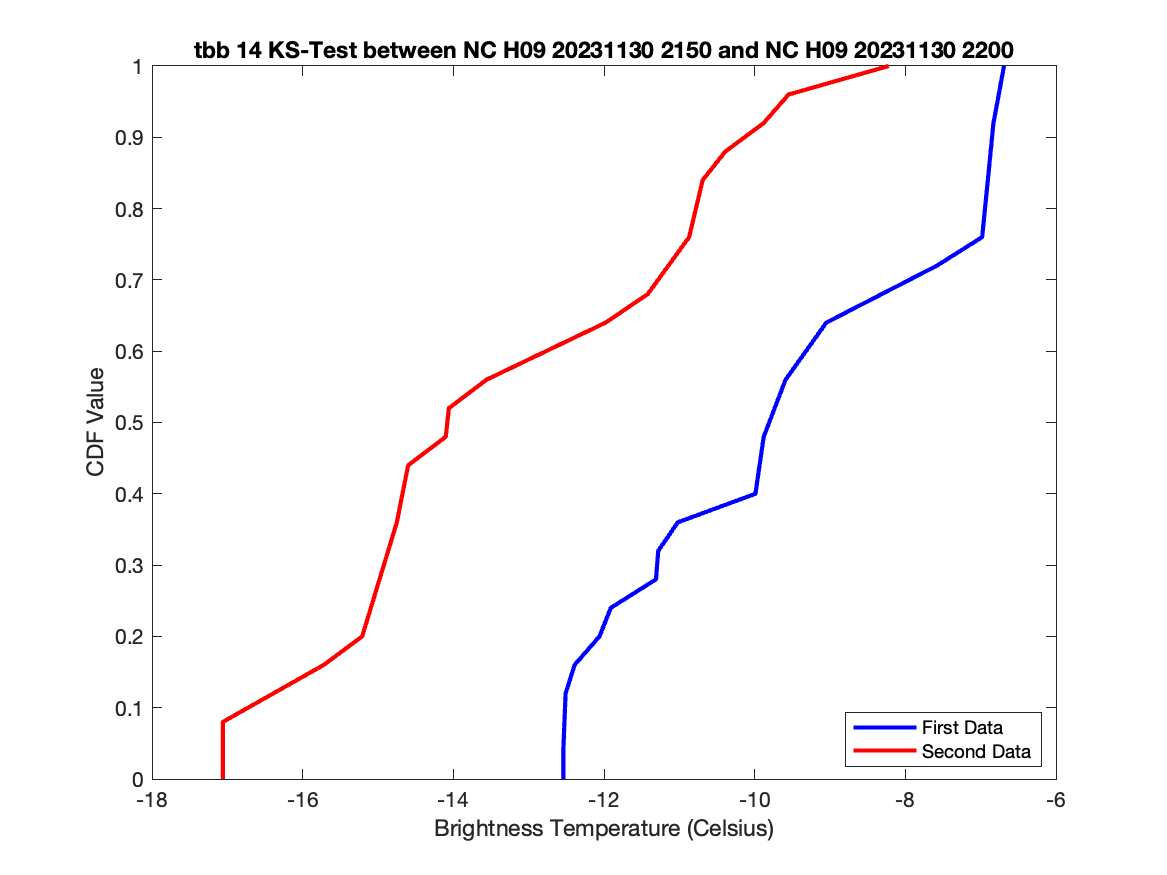 tbb 14 KS-Test between NC H09 20231130 2150 and NC H09 20231130 2200
1
0.9
0.8
0.7
0.6
0.5
0.4
0.3
0.2
0.1
0
CDF Value
First Data
Second Data
-18 -16 -14 -12 -10 -8 -6
Brightness Temperature (Celsius)